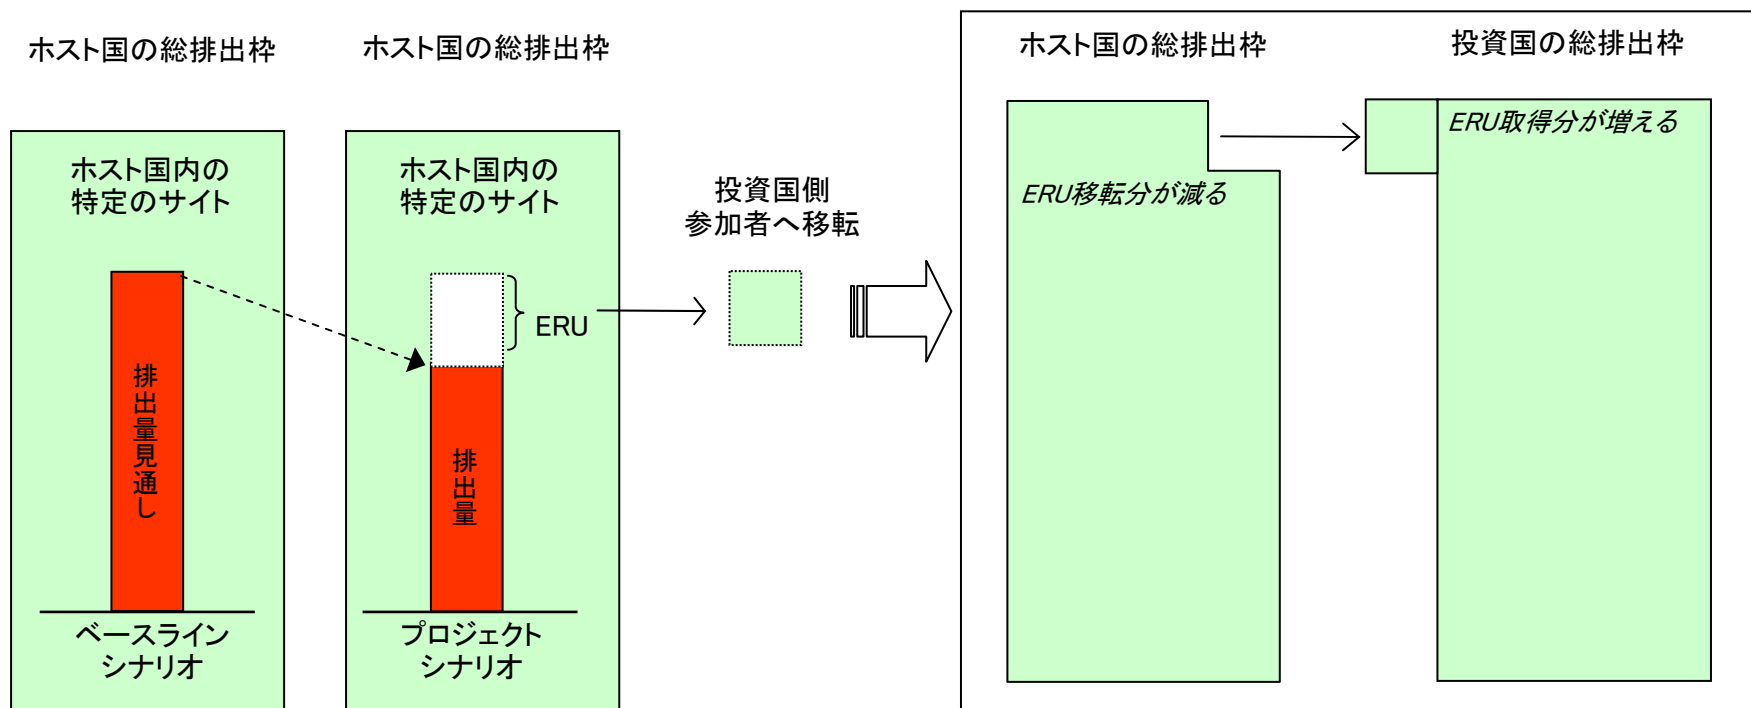 ホスト国の総排出枠
ホスト国の総排出枠
ホスト国の総排出枠
投資国の総排出枠
ホスト国内の
特定のサイト
排出量見通し
ベースライン
シナリオ
ホスト国内の
特定のサイト
ERU
排出量
プロジェクト
シナリオ
投資国側
参加者へ移転
ERU移転分が減る
ERU取得分が増える